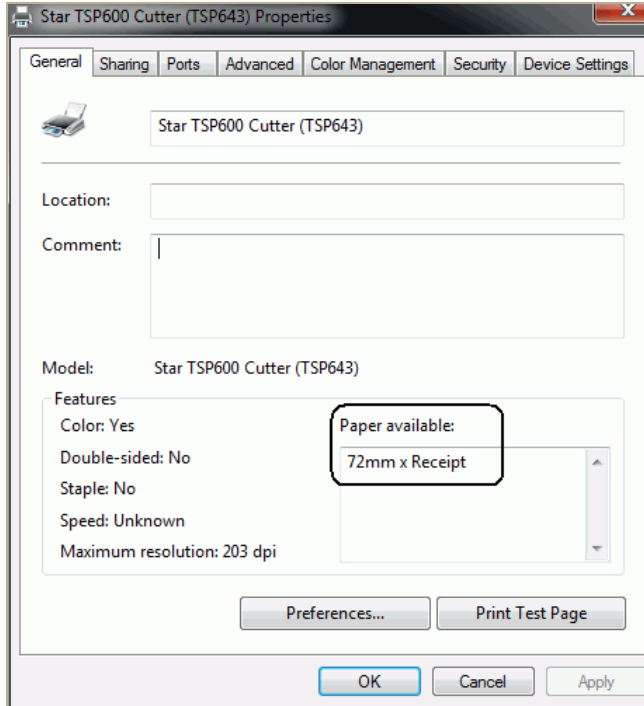 Star TSP600 Cutter (TSP643) Properties
General Sharing Ports Advanced Color Management Security Device Settings
Star TSP600 Cutter (TSP643)
Location:
Comment:
Model: Star TSP600 Cutter (TSP643)
Features
Color: Yes
Double-sided: No
Staple: No
Speed: Unknown
Maximum resolution: 203 dpi
Paper available:
72mm x Receipt
Preferences... Print Test Page
OK Cancel Apply